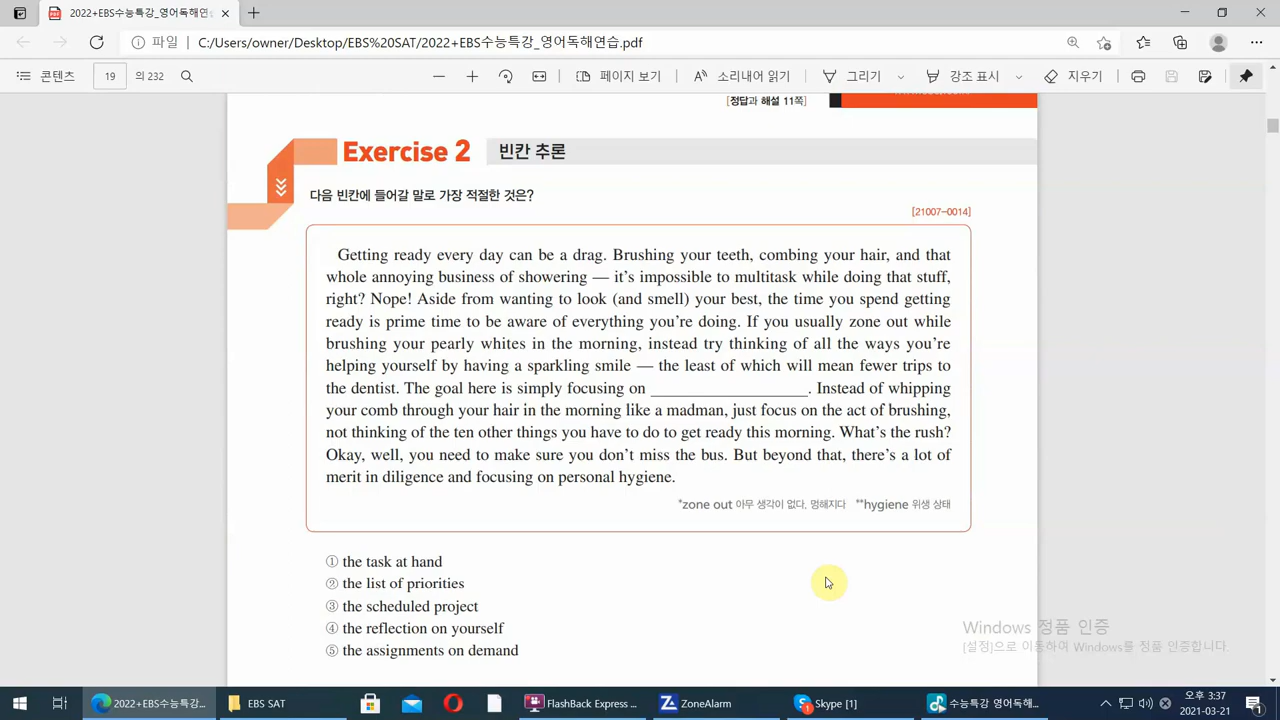 2022+EBS수능특강_영어독해연습
파일 C:/Users/owner/Desktop/EBS%20SAT/2022+EBS수능특강_영어독해연습.pdf
콘텐츠 19 의 232 페이지 보기 소리내어 읽기 그리기 강조 표시 지우기
[정답과 해설 11쪽]
Exercise 2 빈칸 추론
다음 빈칸에 들어갈 말로 가장 적절한 것은?
[21007-0014]
Getting ready every day can be a drag. Brushing your teeth, combing your hair, and that
whole annoying business of showering — it's impossible to multitask while doing that stuff,
right? Nope! Aside from wanting to look (and smell) your best, the time you spend getting
ready is prime time to be aware of everything you're doing. If you usually zone out while
brushing your pearly whites in the morning, instead try thinking of all the ways you're
helping yourself by having a sparkling smile — the least of which will mean fewer trips to
the dentist. The goal here is simply focusing on ________________. Instead of whipping
your comb through your hair in the morning like a madman, just focus on the act of brushing,
not thinking of the ten other things you have to do to get ready this morning. What's the rush?
Okay, well, you need to make sure you don't miss the bus. But beyond that, there's a lot of
merit in diligence and focusing on personal hygiene.
*zone out 아무 생각이 없다, 멍해지다 **hygiene 위생 상태
① the task at hand
② the list of priorities
③ the scheduled project
④ the reflection on yourself
⑤ the assignments on demand
Windows 정품 인증
[설정]으로 이동하여 Windows를 정품 인증합니다.
2022+EBS수능특강... EBS SAT FlashBack Express ... ZoneAlarm Skype [1] 수능특강 영어독해... 오후 3:37
2021-03-21